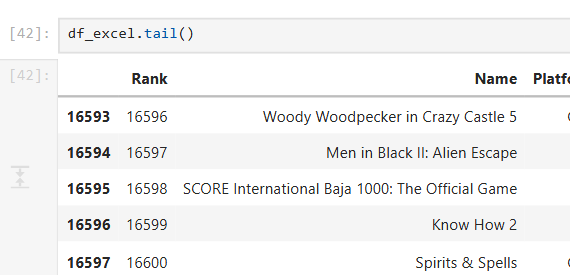 [42]: df_excel.tail()
[42]: Rank Name
16593 16596 Woody Woodpecker in Crazy Castle 5
16594 16597 Men in Black II: Alien Escape
16595 16598 SCORE International Baja 1000: The Official Game
16596 16599 Know How 2
16597 16600 Spirits & Spells